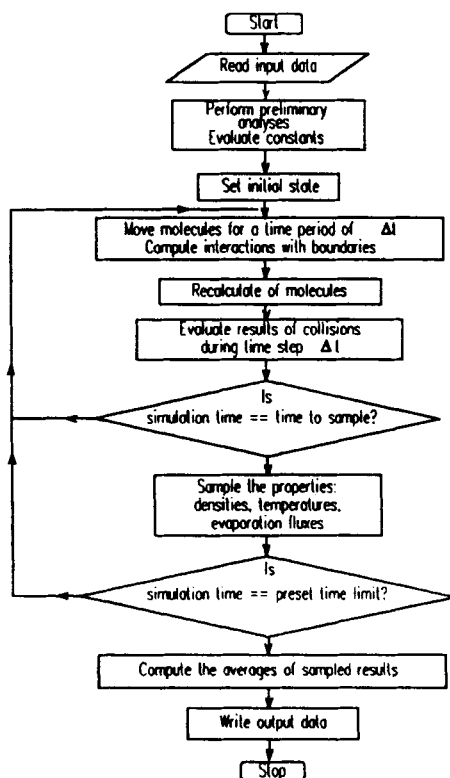 Start
Read input data
Perform preliminary
analyses
Evaluate constants
Set initial state
Move molecules for a time period of Δt
Compute interactions with boundaries
Recalculate of molecules
Evaluate results of collisions
during time step Δt
Is
simulation time == time to sample?
Sample the properties:
densities, temperatures,
evaporation fluxes
Is
simulation time == preset time limit?
Compute the averages of sampled results
Write output data
Stop